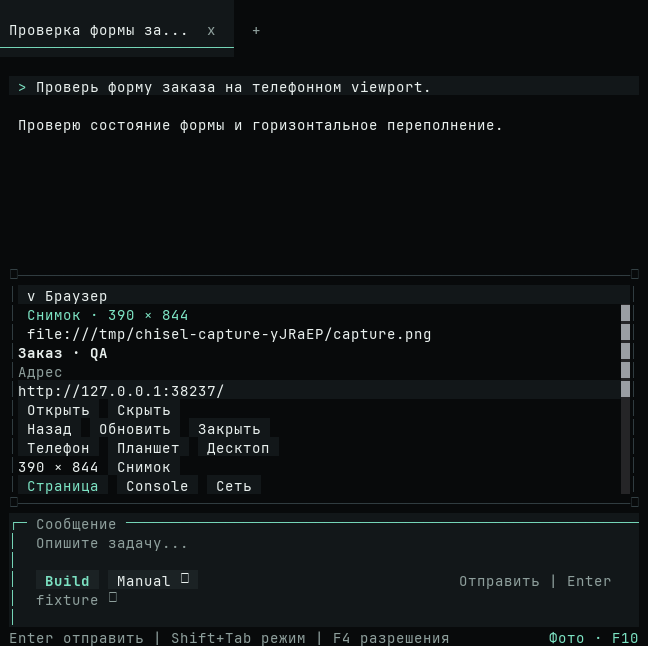 Проверка формы за... x +
> Проверь форму заказа на телефонном viewport.
Проверю состояние формы и горизонтальное переполнение.
v Браузер
Снимок · 390 × 844
file:///tmp/chisel-capture-yJRaEP/capture.png
Заказ · QA
Адрес
http://127.0.0.1:38237/
Открыть Скрыть
Назад Обновить Закрыть
Телефон Планшет Десктоп
390 × 844 Снимок
Страница Console Сеть
Сообщение
Опишите задачу...
Build Manual Отправить | Enter
fixture
Enter отправить | Shift+Tab режим | F4 разрешения Фото · F10